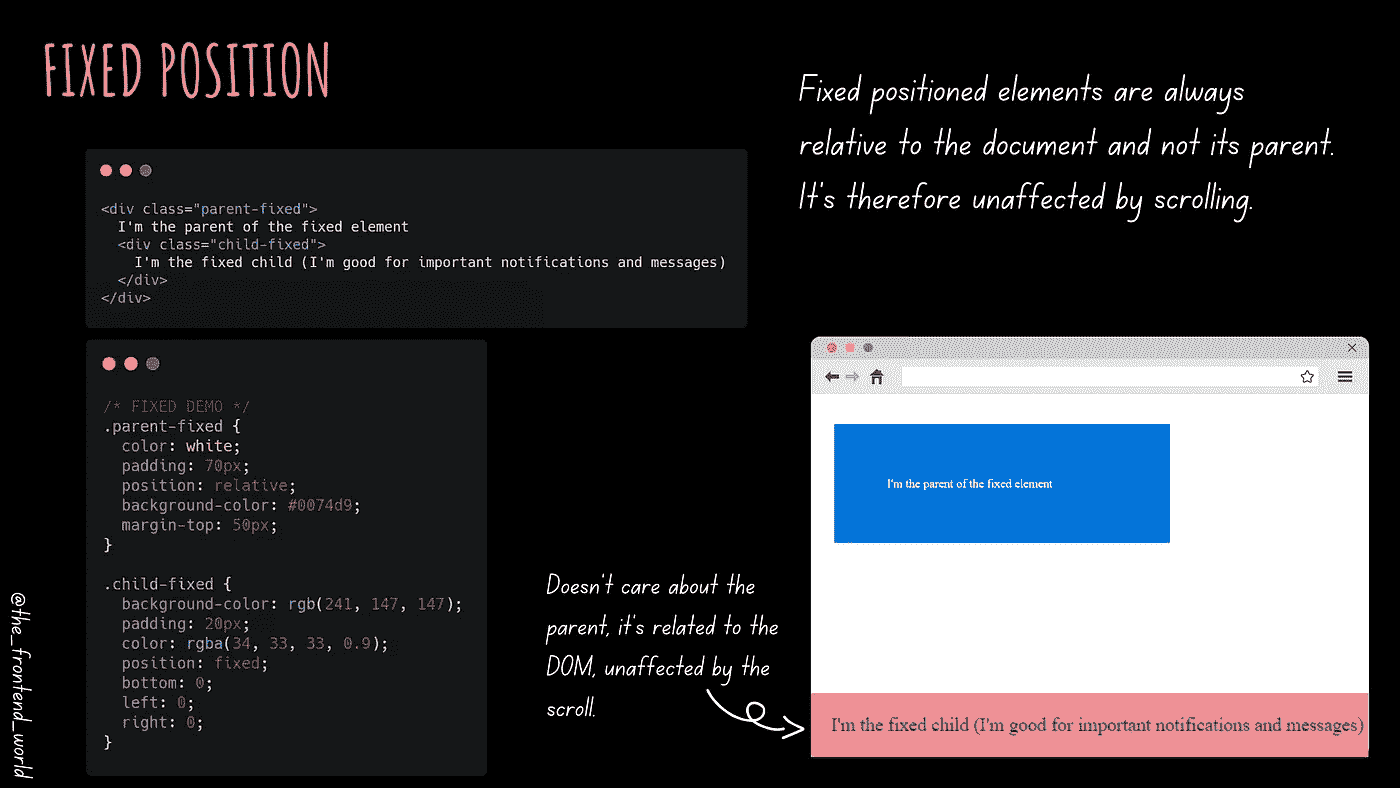 FIXED POSITION
Fixed positioned elements are always
relative to the document and not its parent.
It's therefore unaffected by scrolling.
<div class="parent-fixed">
I'm the parent of the fixed element
<div class="child-fixed">
I'm the fixed child (I'm good for important notifications and messages)
</div>
</div>
/* FIXED DEMO */
.parent-fixed {
color: white;
padding: 70px;
position: relative;
background-color: #0074d9;
margin-top: 50px;
}
.child-fixed {
background-color: rgb(241, 147, 147);
padding: 20px;
color: rgba(34, 33, 33, 0.9);
position: fixed;
bottom: 0;
left: 0;
right: 0;
}
Doesn't care about the
parent, it's related to the
DOM, unaffected by the
scroll.
I'm the parent of the fixed element
I'm the fixed child (I'm good for important notifications and messages)
@the_frontend_world